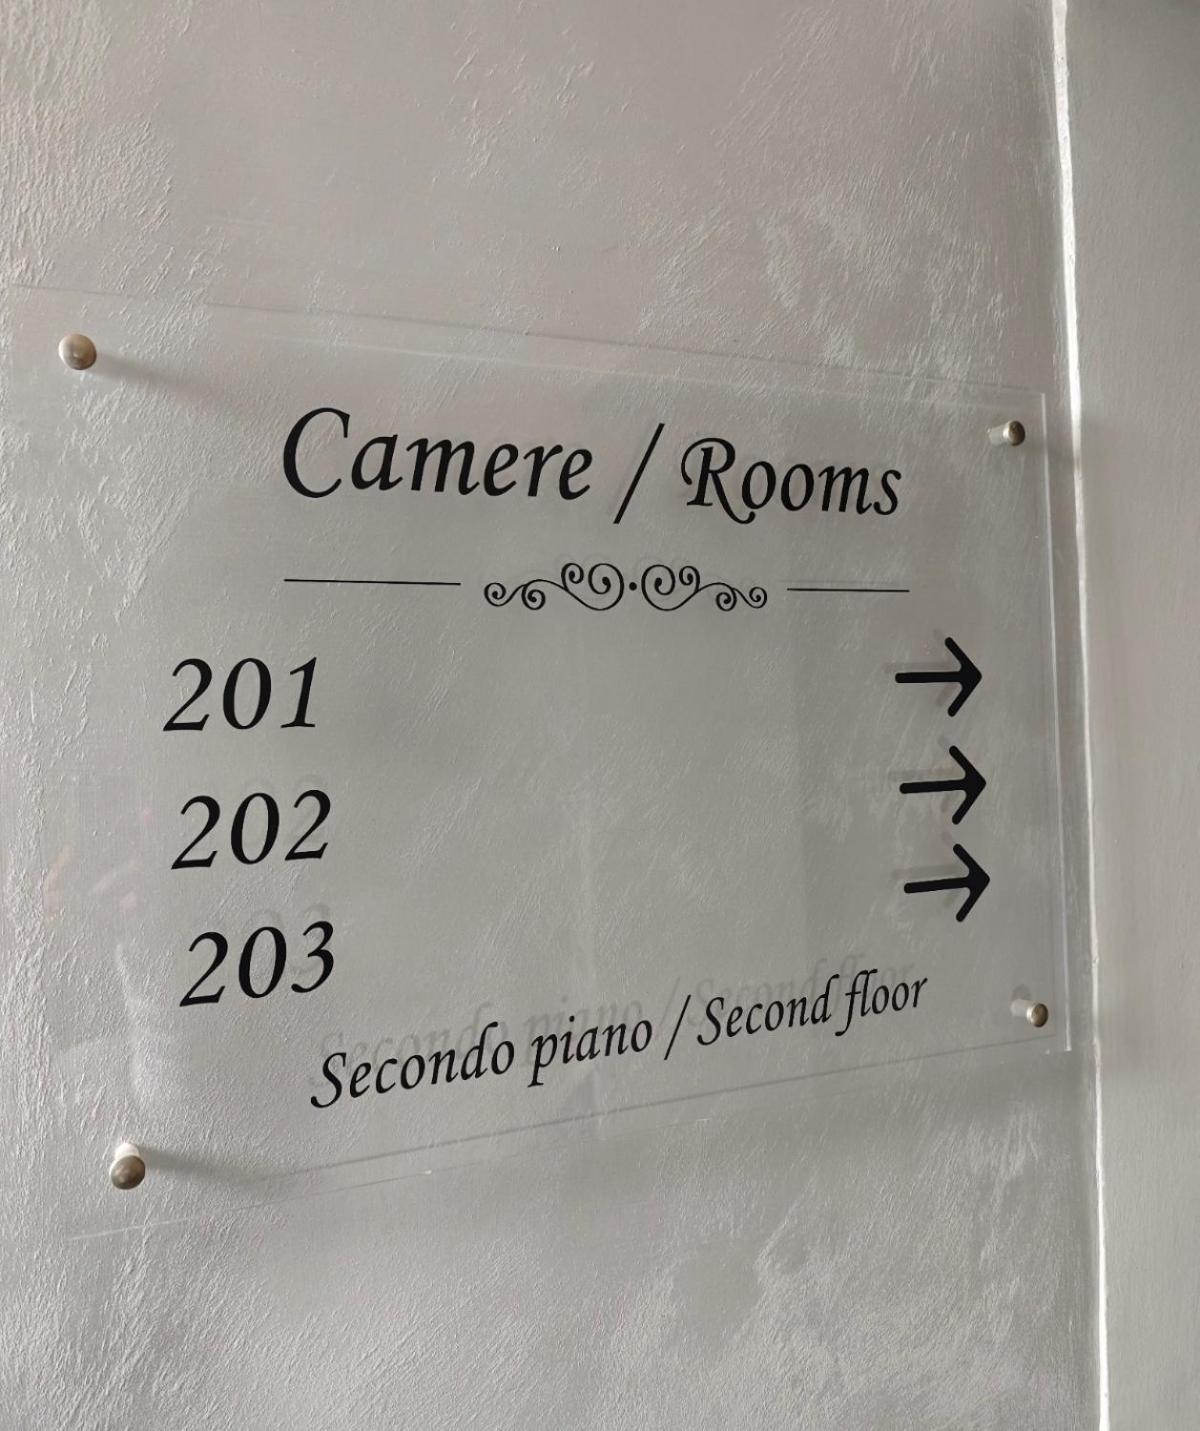 Camere / Rooms
201 →
202 →
203 →
Secondo piano / Second floor